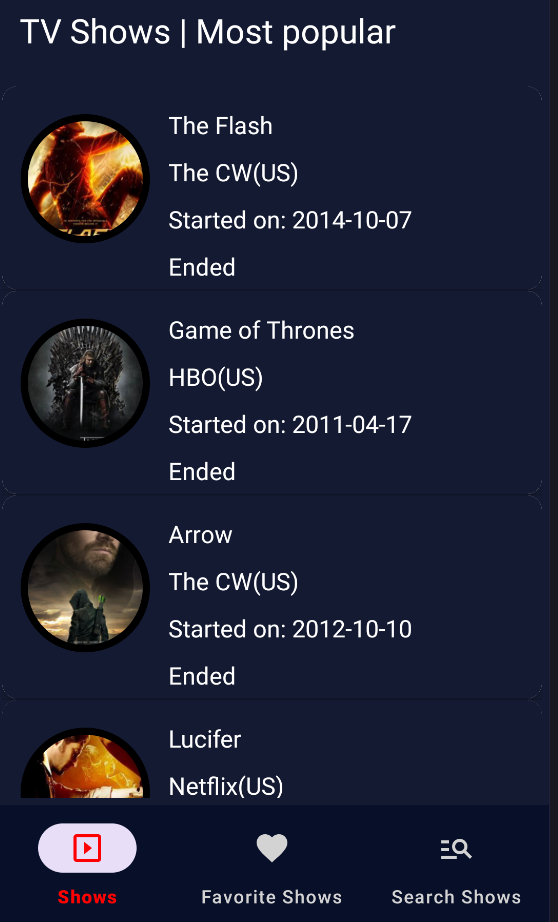 TV Shows | Most popular
The Flash
The CW(US)
Started on: 2014-10-07
Ended
Game of Thrones
HBO(US)
Started on: 2011-04-17
Ended
Arrow
The CW(US)
Started on: 2012-10-10
Ended
Lucifer
Netflix(US)
Shows
Favorite Shows
Search Shows